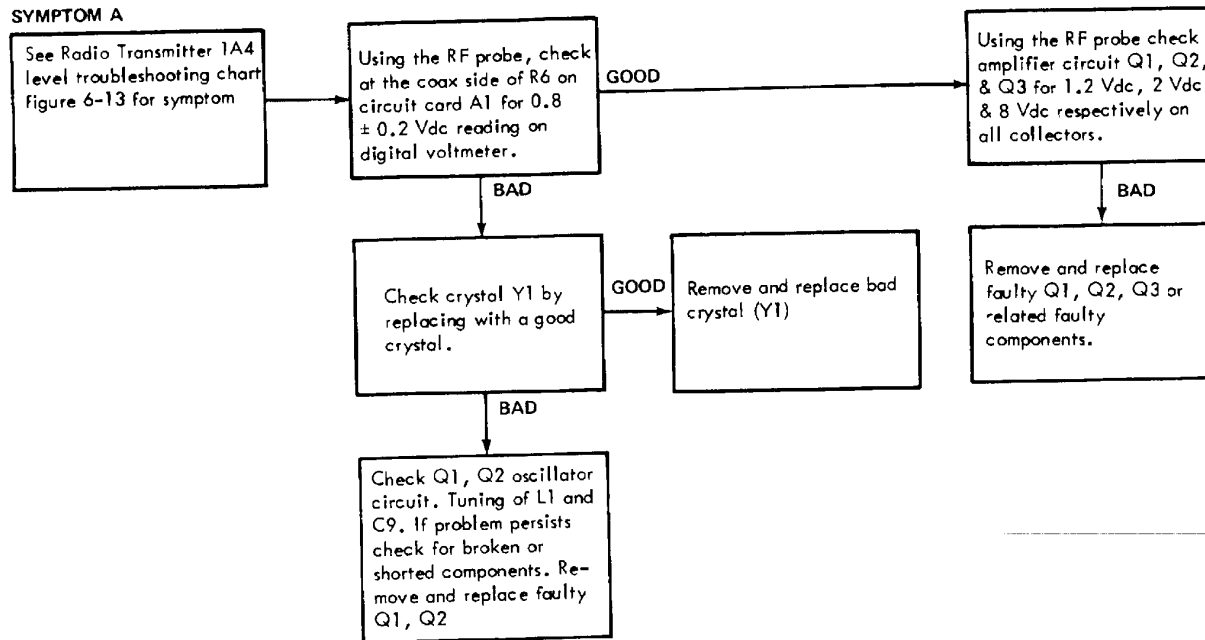 SYMPTOM A
See Radio Transmitter 1A4
level troubleshooting chart
Figure 6-13 for symptom
Using the RF probe, check
at the coax side of R6 on
circuit card A1 for 0.8
± 0.2 Vdc reading on
digital voltmeter.
GOOD
Using the RF probe check
amplifier circuit Q1, Q2,
& Q3 for 1.2 Vdc, 2 Vdc
& 8 Vdc respectively on
all collectors.
BAD
BAD
Check crystal Y1 by
replacing with a good
crystal.
GOOD
Remove and replace bad
crystal (Y1)
Remove and replace
faulty Q1, Q2, Q3 or
related faulty
components.
BAD
Check Q1, Q2 oscillator
circuit. Tuning of L1 and
C9. If problem persists
check for broken or
shorted components. Re-
move and replace faulty
Q1, Q2